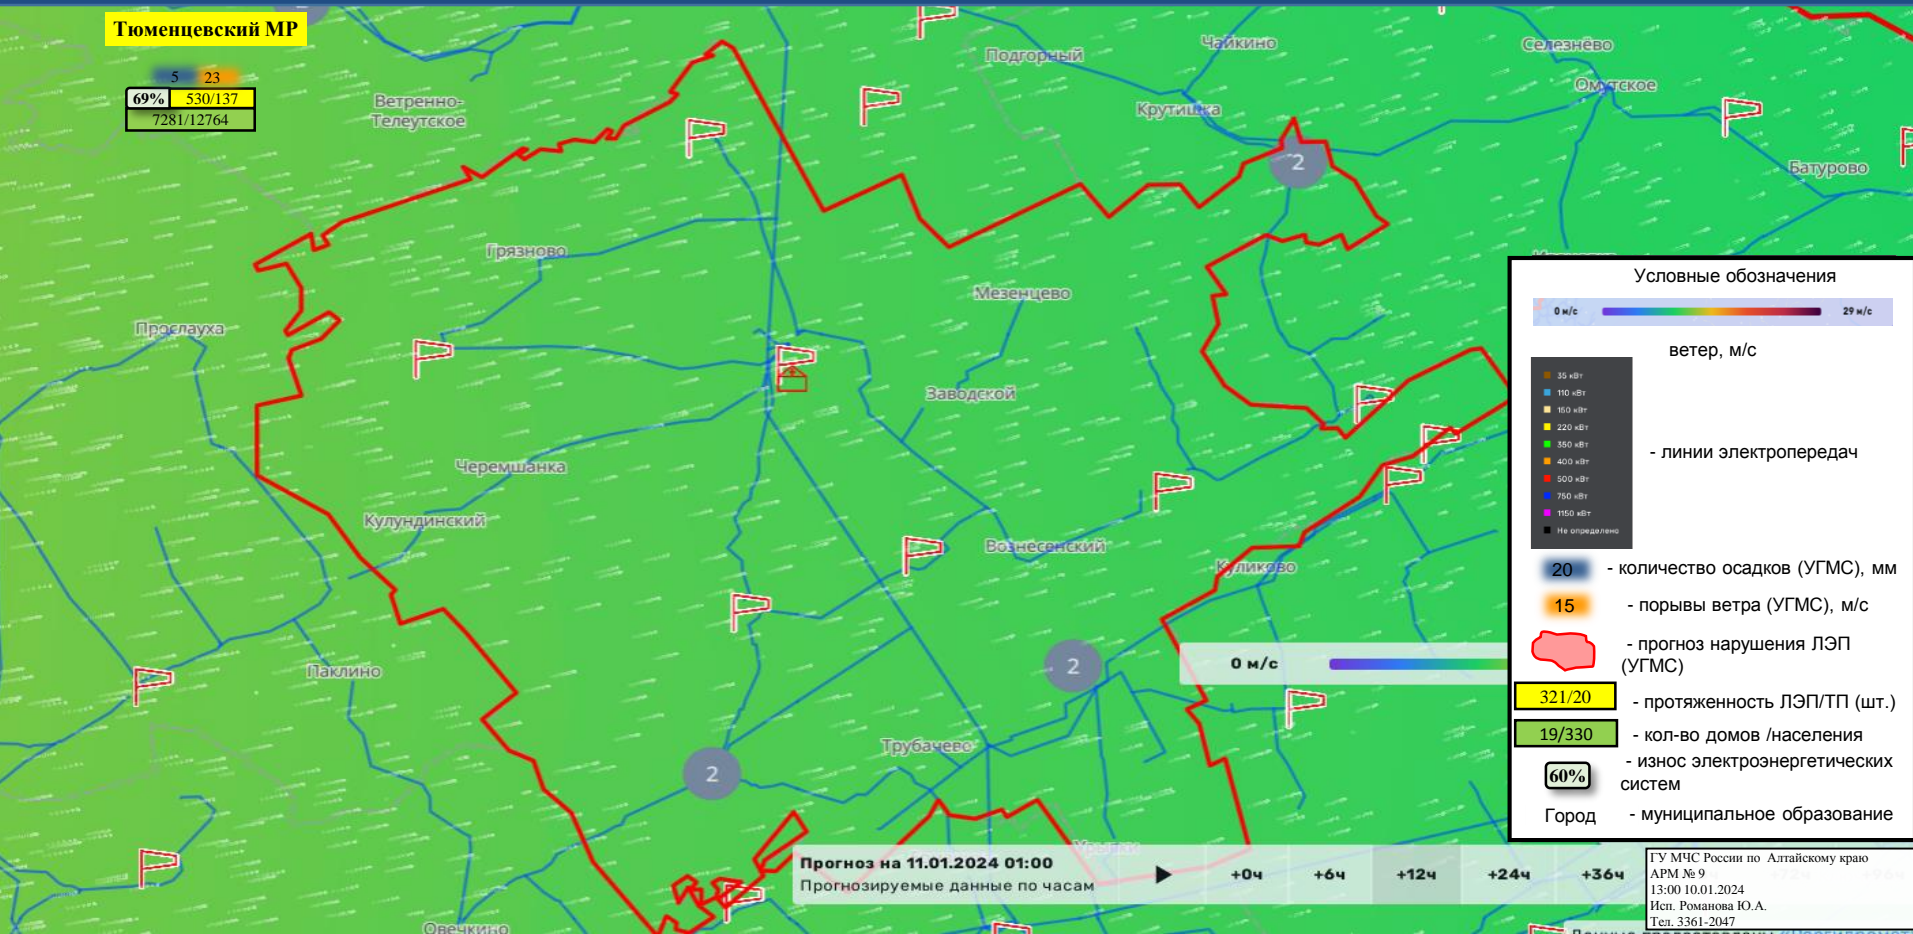 Тюменцевский МР
5 23
69% 530/137
7281/12764
Подгорный
Чайкино
Селезнёво
Ветренно-
Телеутское
Крутишка
Омутское
Батурово
2
Грязново
Мезенцево
Прослауха
Заводской
Черемшанка
Кулундинский
Вознесенский
Куликово
Паклино
2
0 м/с
Трубачево
2
Овечкино
Прогноз на 11.01.2024 01:00
Прогнозируемые данные по часам
+0ч +6ч +12ч +24ч +36ч
Условные обозначения
0 м/с 29 м/с
ветер, м/с
35 кВт
110 кВт
150 кВт
220 кВт
350 кВт
400 кВт
500 кВт
750 кВт
1150 кВт
Не определено
- линии электропередач
20 - количество осадков (УГМС), мм
15 - порывы ветра (УГМС), м/с
- прогноз нарушения ЛЭП
(УГМС)
321/20 - протяженность ЛЭП/ТП (шт.)
19/330 - кол-во домов /населения
60% - износ электроэнергетических
систем
Город - муниципальное образование
ГУ МЧС России по Алтайскому краю
АРМ № 9
13:00 10.01.2024
Исп. Романова Ю.А.
Тел. 3361-2047